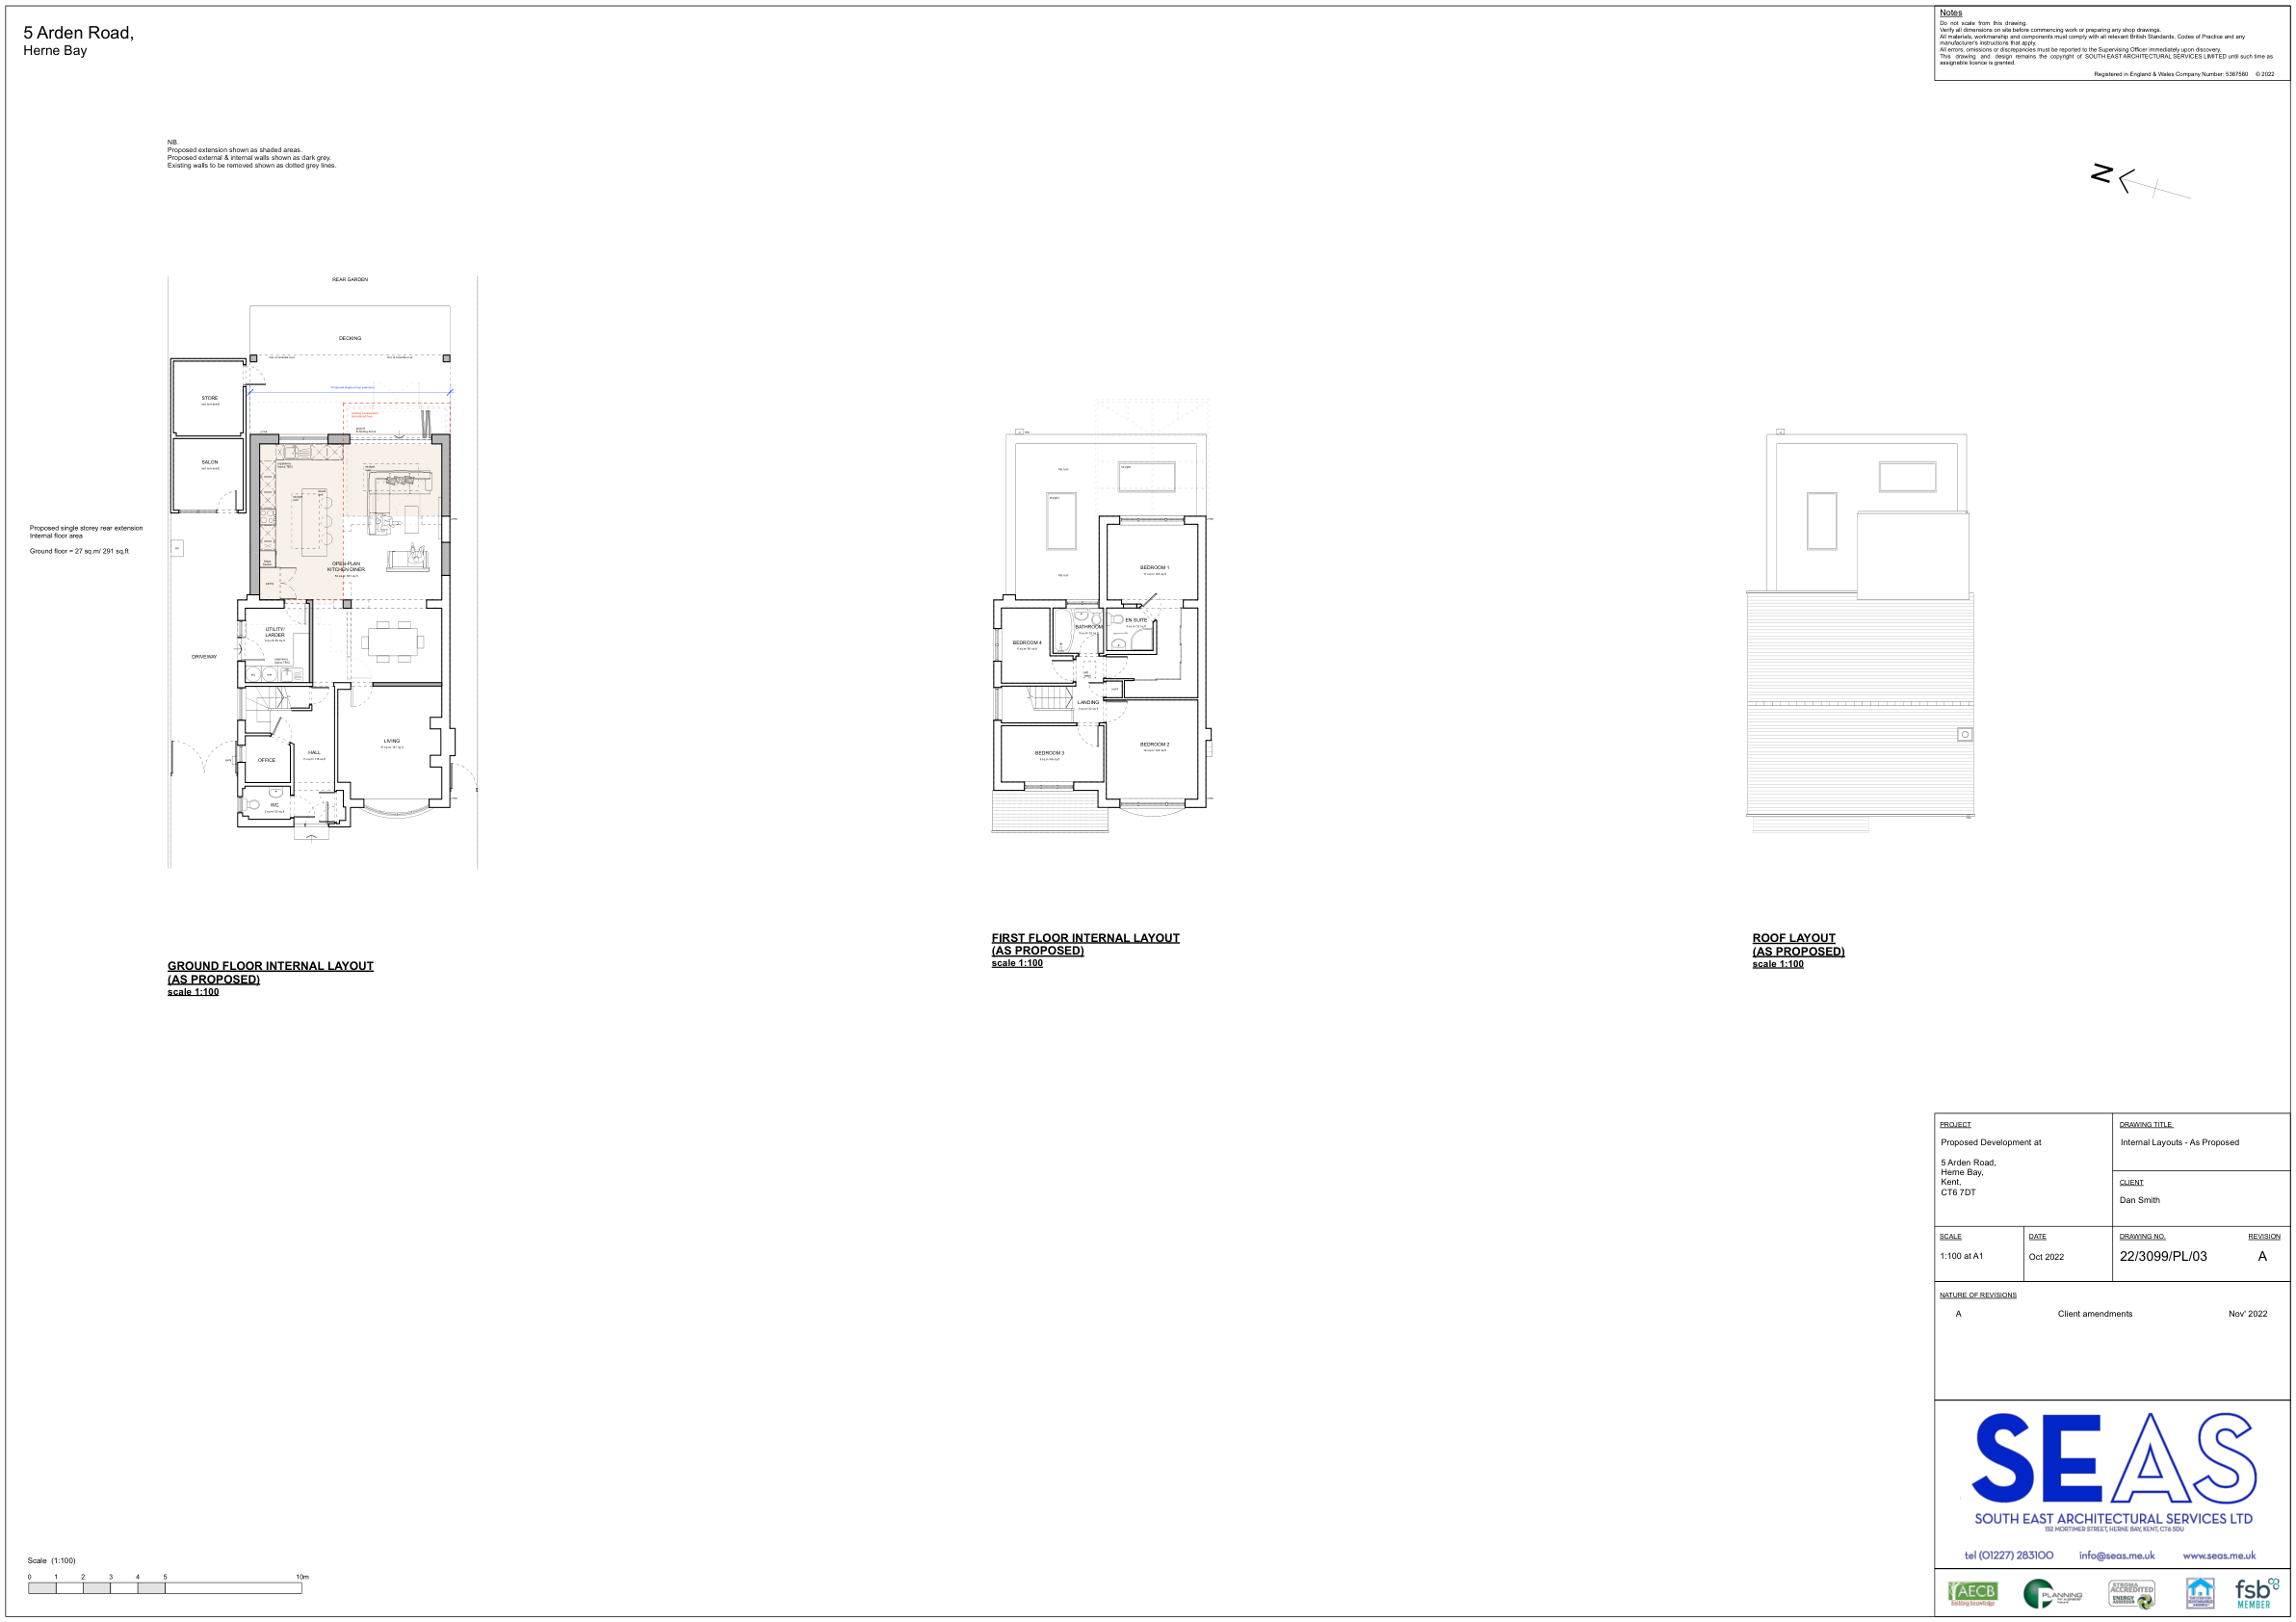 5 Arden Road,
Herne Bay
Notes
Do not scale from this drawing.
Verify all dimensions on site before commencing work or preparing any shop drawings.
All materials, workmanship and components must comply with all relevant British Standards, Codes of Practice and any
manufacturer's instructions that apply.
All errors, omissions or discrepancies must be reported to the Supervising Officer immediately upon discovery.
This drawing and design remains the copyright of SOUTH EAST ARCHITECTURAL SERVICES LIMITED until such time as
assignable licence is granted.
Registered in England & Wales Company Number: 5367560 © 2022
NB.
Proposed extension shown as shaded areas.
Proposed external & internal walls shown as dark grey.
Existing walls to be removed shown as dotted grey lines.
N
REAR GARDEN
DECKING
STORE
SALON
Proposed single storey rear extension
Internal floor area
Ground floor = 27 sq.m/ 291 sq.ft
OPEN-PLAN
KITCHEN DINER
UTILITY/
LARDER
DRIVEWAY
LIVING
HALL
OFFICE
WC
BEDROOM 1
BATHROOM
EN SUITE
BEDROOM 4
LANDING
BEDROOM 3
BEDROOM 2
GROUND FLOOR INTERNAL LAYOUT
(AS PROPOSED)
scale 1:100
FIRST FLOOR INTERNAL LAYOUT
(AS PROPOSED)
scale 1:100
ROOF LAYOUT
(AS PROPOSED)
scale 1:100
PROJECT
Proposed Development at
5 Arden Road,
Herne Bay,
Kent,
CT6 7DT
DRAWING TITLE
Internal Layouts - As Proposed
CLIENT
Dan Smith
SCALE
1:100 at A1
DATE
Oct 2022
DRAWING NO.
22/3099/PL/03
REVISION
A
NATURE OF REVISIONS
A Client amendments Nov' 2022
SEAS
SOUTH EAST ARCHITECTURAL SERVICES LTD
152 MORTIMER STREET, HERNE BAY, KENT, CT6 5DU
tel (01227) 283100 info@seas.me.uk www.seas.me.uk
AECB
building knowledge
PLANNING
STROMA
ACCREDITED
ENERGY
ASSESSOR
fsb
MEMBER
Scale (1:100)
0 1 2 3 4 5 10m